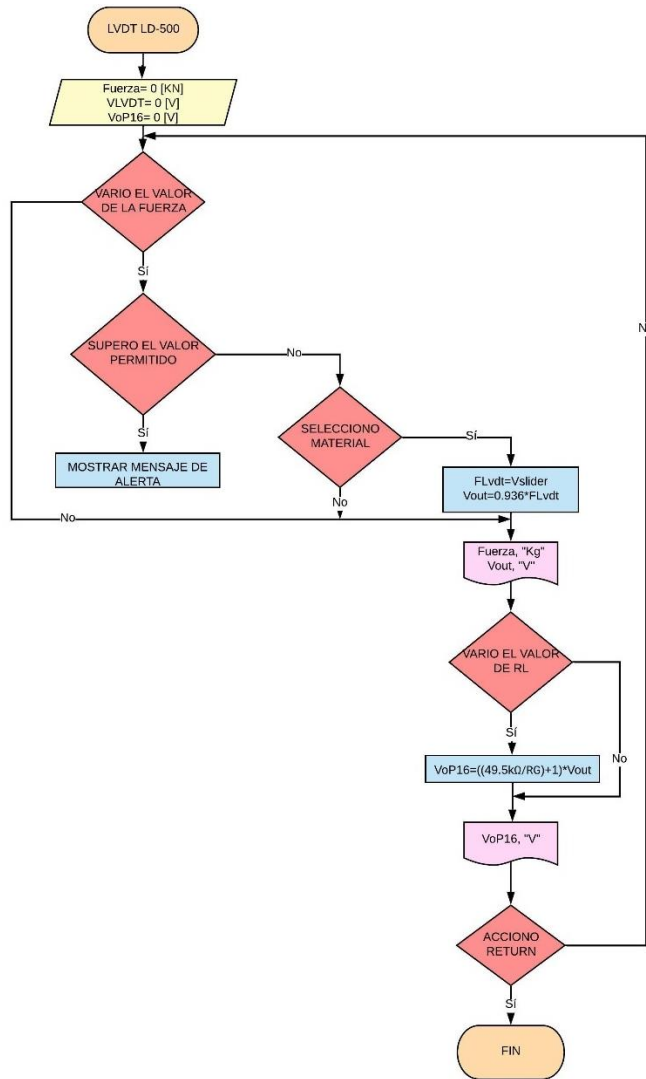 LVDT LD-500
Fuerza= 0 [KN]
VLVDT= 0 [V]
VoP16= 0 [V]
VARIO EL VALOR
DE LA FUERZA
Sí
SUPERO EL VALOR
PERMITIDO
No
Sí
MOSTRAR MENSAJE DE
ALERTA
SELECCIONO
MATERIAL
Sí
No
FLvdt=Vslider
Vout=0.936*FLvdt
No
Fuerza, "Kg"
Vout, "V"
VARIO EL VALOR
DE RL
Sí
No
VoP16=((49.5kΩ/RG)+1)*Vout
VoP16, "V"
ACCIONO
RETURN
N
Sí
FIN